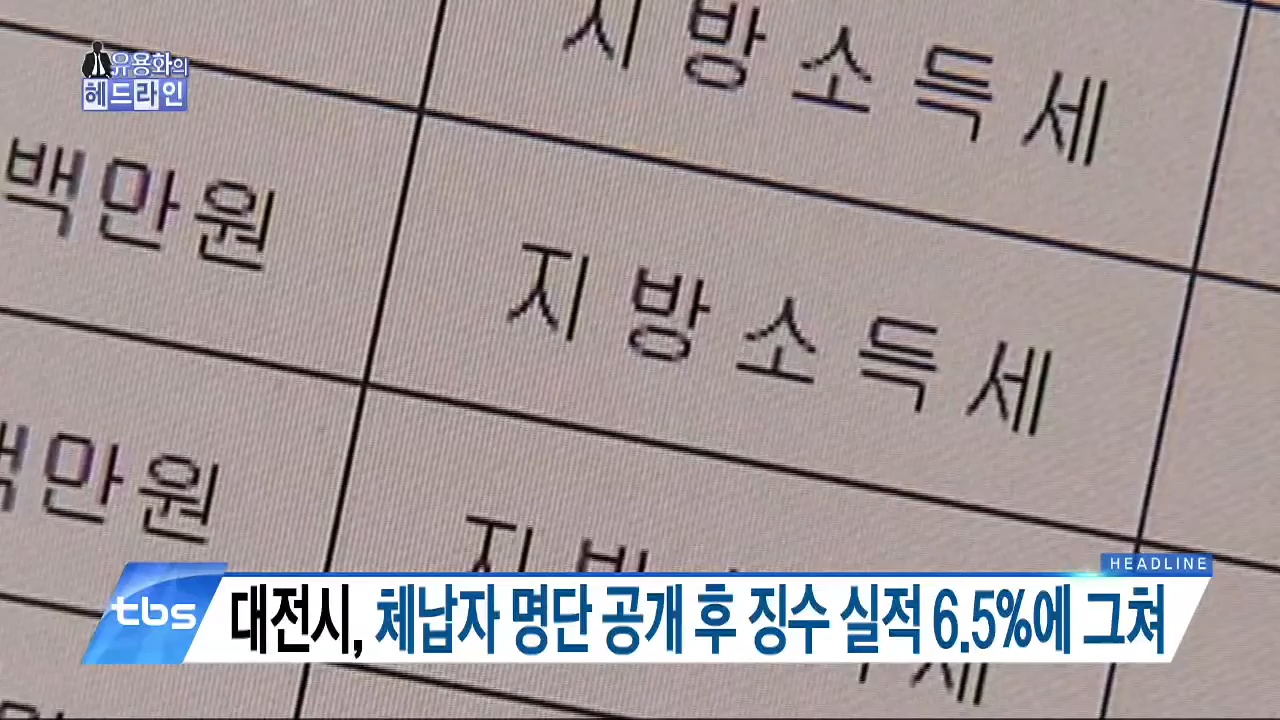 유용화의
헤드라인
지방소득세
백만원
지방소득세
백만원
HEADLINE
tbs
대전시, 체납자 명단 공개 후 징수 실적 6.5%에 그쳐